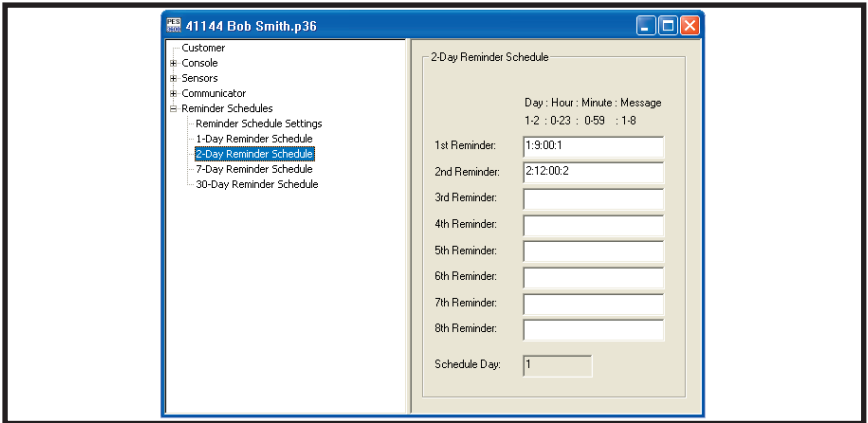 PES
41144 Bob Smith.p36
Customer
Console
Sensors
Communicator
Reminder Schedules
Reminder Schedule Settings
1-Day Reminder Schedule
2-Day Reminder Schedule
7-Day Reminder Schedule
30-Day Reminder Schedule
2-Day Reminder Schedule
Day : Hour : Minute : Message
1-2 : 0-23 : 0-59 : 1-8
1st Reminder: 1:9:00:1
2nd Reminder: 2:12:00:2
3rd Reminder:
4th Reminder:
5th Reminder:
6th Reminder:
7th Reminder:
8th Reminder:
Schedule Day: 1